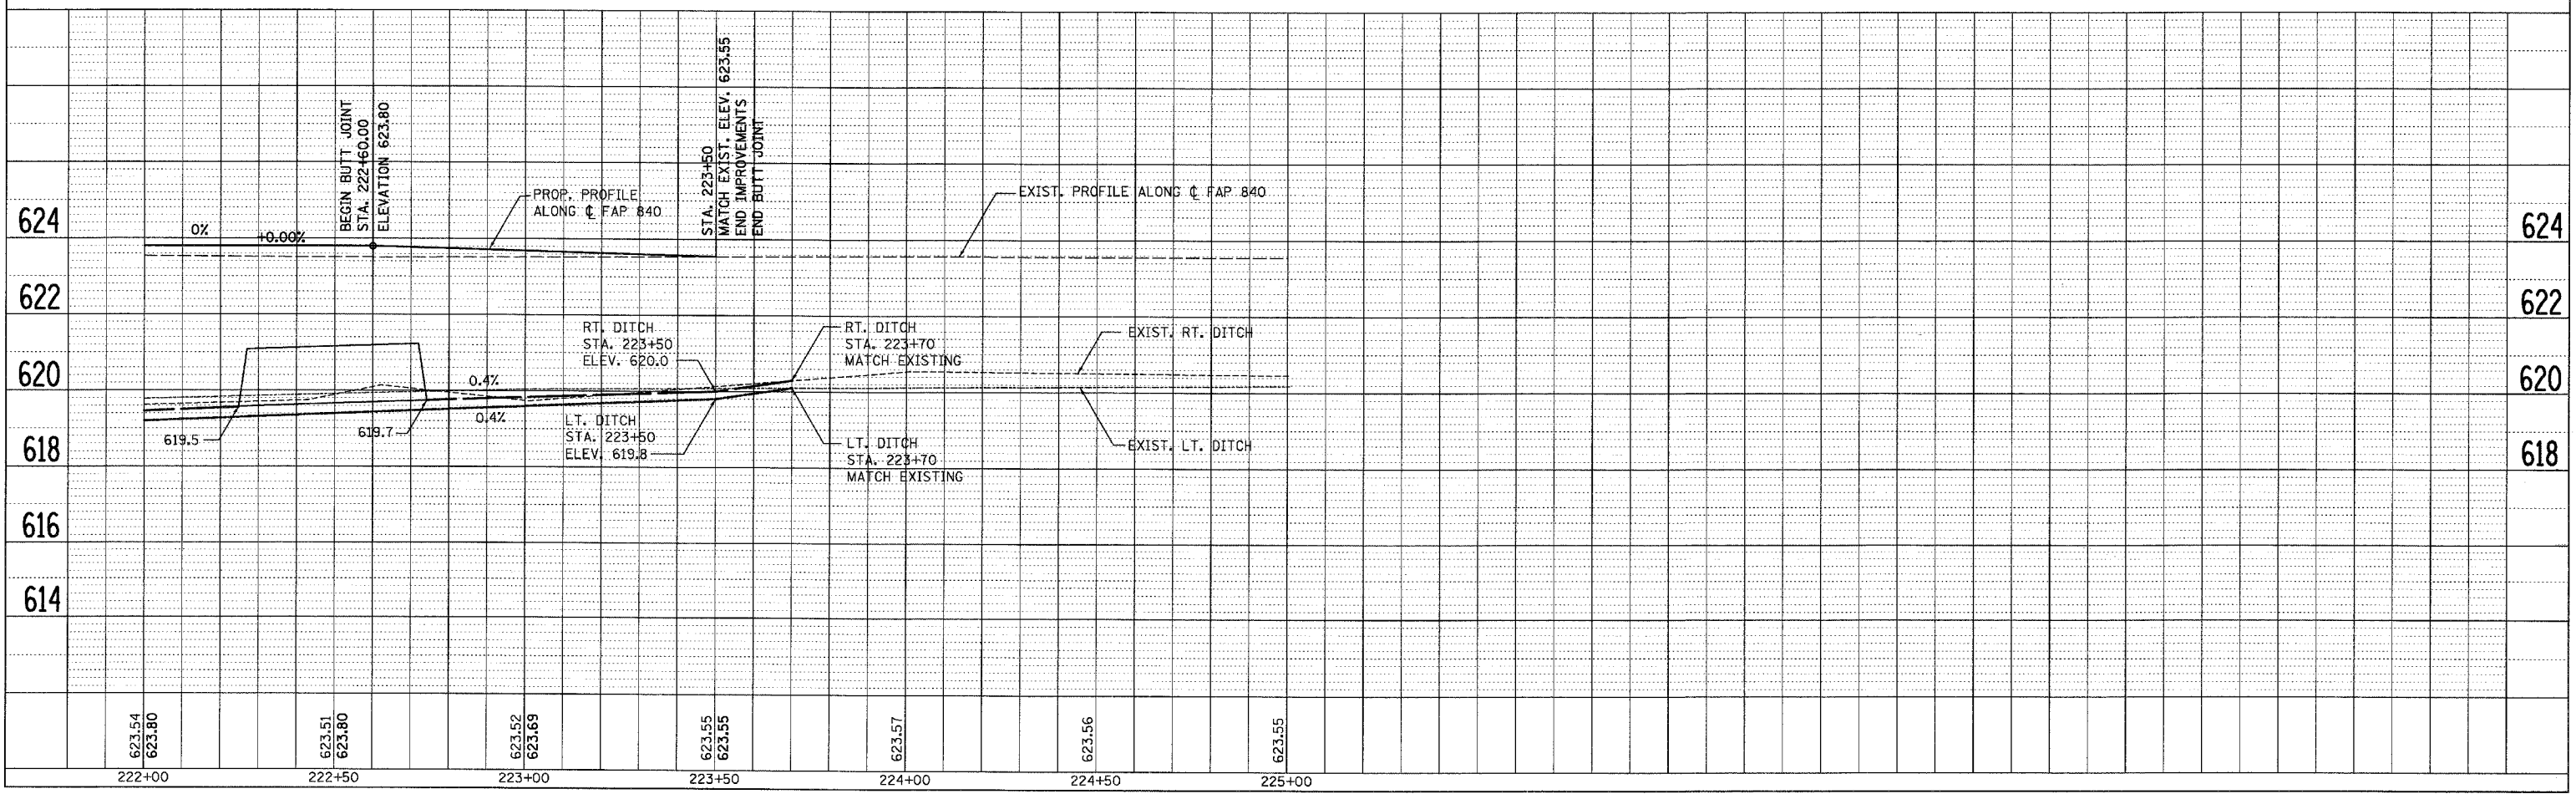 BEGIN BUTT JOINT
STA. 222+60.00
ELEVATION 623.80
STA. 223+50
MATCH EXIST. ELEV. 623.55
END IMPROVEMENTS
END BUTT JOINT
PROP. PROFILE
ALONG ℄ FAP 840
EXIST. PROFILE ALONG ℄ FAP 840
624
0%
+0.00%
624
622
622
RT. DITCH
STA. 223+50
ELEV. 620.0
RT. DITCH
STA. 223+70
MATCH EXISTING
EXIST. RT. DITCH
620
0.4%
620
0.4%
619.5
619.7
LT. DITCH
STA. 223+50
ELEV. 619.8
LT. DITCH
STA. 223+70
MATCH EXISTING
EXIST. LT. DITCH
618
618
616
614
623.54
623.80
623.51
623.80
623.52
623.69
623.55
623.55
623.57
623.56
623.55
222+00
222+50
223+00
223+50
224+00
224+50
225+00